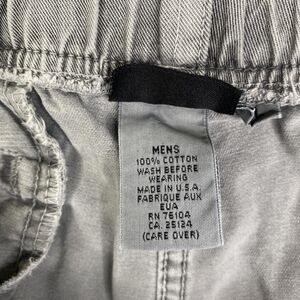 MENS
100% COTTON
WASH BEFORE
WEARING
MADE IN U.S.A.
FABRIQUE AUX
EUA
RN 76104
CA. 25124
(CARE OVER)